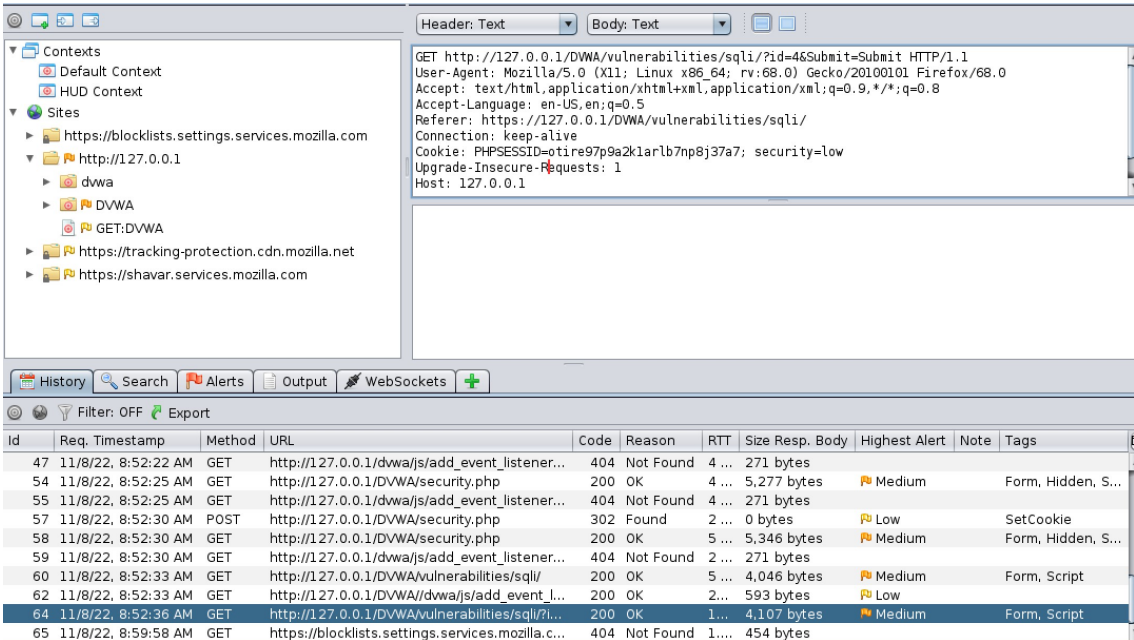 Header: Text Body: Text
Contexts
Default Context
HUD Context
Sites
https://blocklists.settings.services.mozilla.com
http://127.0.0.1
dvwa
DVWA
GET:DVWA
https://tracking-protection.cdn.mozilla.net
https://shavar.services.mozilla.com
GET http://127.0.0.1/DVWA/vulnerabilities/sqli/?id=4&Submit=Submit HTTP/1.1
User-Agent: Mozilla/5.0 (X11; Linux x86_64; rv:68.0) Gecko/20100101 Firefox/68.0
Accept: text/html,application/xhtml+xml,application/xml;q=0.9,*/*;q=0.8
Accept-Language: en-US,en;q=0.5
Referer: https://127.0.0.1/DVWA/vulnerabilities/sqli/
Connection: keep-alive
Cookie: PHPSESSID=otire97p9a2k1arlb7np8j37a7; security=low
Upgrade-Insecure-Requests: 1
Host: 127.0.0.1
History Search Alerts Output WebSockets
Filter: OFF Export
Id Req. Timestamp Method URL Code Reason RTT Size Resp. Body Highest Alert Note Tags
47 11/8/22, 8:52:22 AM GET http://127.0.0.1/dvwa/js/add_event_listener... 404 Not Found 4 ... 271 bytes
54 11/8/22, 8:52:25 AM GET http://127.0.0.1/DVWA/security.php 200 OK 4 ... 5,277 bytes Medium Form, Hidden, S...
55 11/8/22, 8:52:25 AM GET http://127.0.0.1/dvwa/js/add_event_listener... 404 Not Found 4 ... 271 bytes
57 11/8/22, 8:52:30 AM POST http://127.0.0.1/DVWA/security.php 302 Found 2 ... 0 bytes Low SetCookie
58 11/8/22, 8:52:30 AM GET http://127.0.0.1/DVWA/security.php 200 OK 5 ... 5,346 bytes Medium Form, Hidden, S...
59 11/8/22, 8:52:30 AM GET http://127.0.0.1/dvwa/js/add_event_listener... 404 Not Found 2 ... 271 bytes
60 11/8/22, 8:52:33 AM GET http://127.0.0.1/DVWA/vulnerabilities/sqli/ 200 OK 5 ... 4,046 bytes Medium Form, Script
62 11/8/22, 8:52:33 AM GET http://127.0.0.1/DVWA//dvwa/js/add_event_l... 200 OK 2... 593 bytes Low
64 11/8/22, 8:52:36 AM GET http://127.0.0.1/DVWA/vulnerabilities/sqli/?i... 200 OK 1... 4,107 bytes Medium Form, Script
65 11/8/22, 8:59:58 AM GET https://blocklists.settings.services.mozilla.c... 404 Not Found 1.... 454 bytes